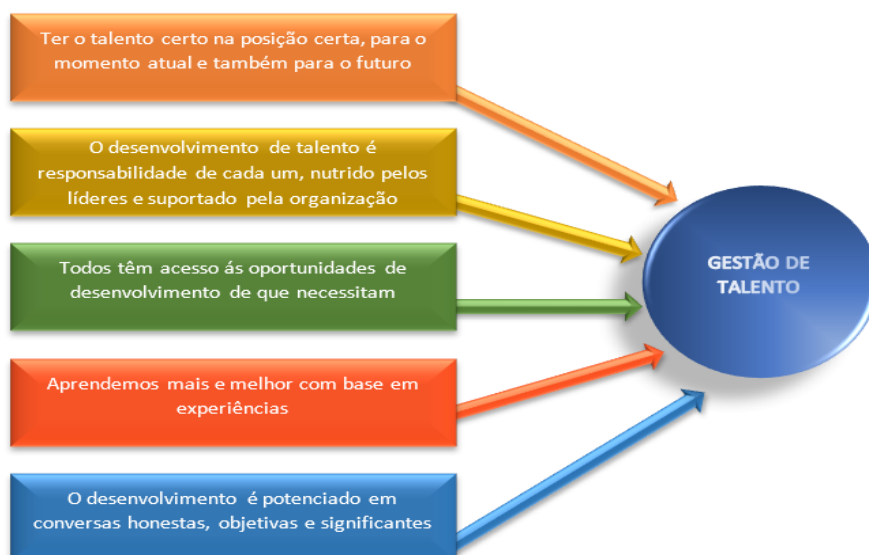 Ter o talento certo na posição certa, para o
momento atual e também para o futuro
O desenvolvimento de talento é
responsabilidade de cada um, nutrido pelos
líderes e suportado pela organização
Todos têm acesso ás oportunidades de
desenvolvimento de que necessitam
Aprendemos mais e melhor com base em
experiências
O desenvolvimento é potenciado em
conversas honestas, objetivas e significantes
GESTÃO DE
TALENTO